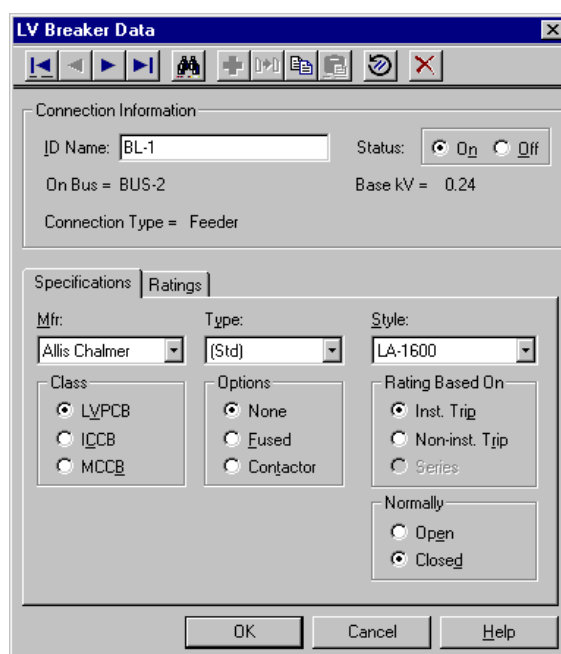 LV Breaker Data
Connection Information
ID Name: BL-1 Status: On Off
On Bus = BUS-2 Base kV = 0.24
Connection Type = Feeder
Specifications Ratings
Mfr: Type: Style:
Allis Chalmer (Std) LA-1600
Class Options Rating Based On
LVPCB None Inst. Trip
ICCB Fused Non-inst. Trip
MCCB Contactor Series
Normally
Open
Closed
OK Cancel Help